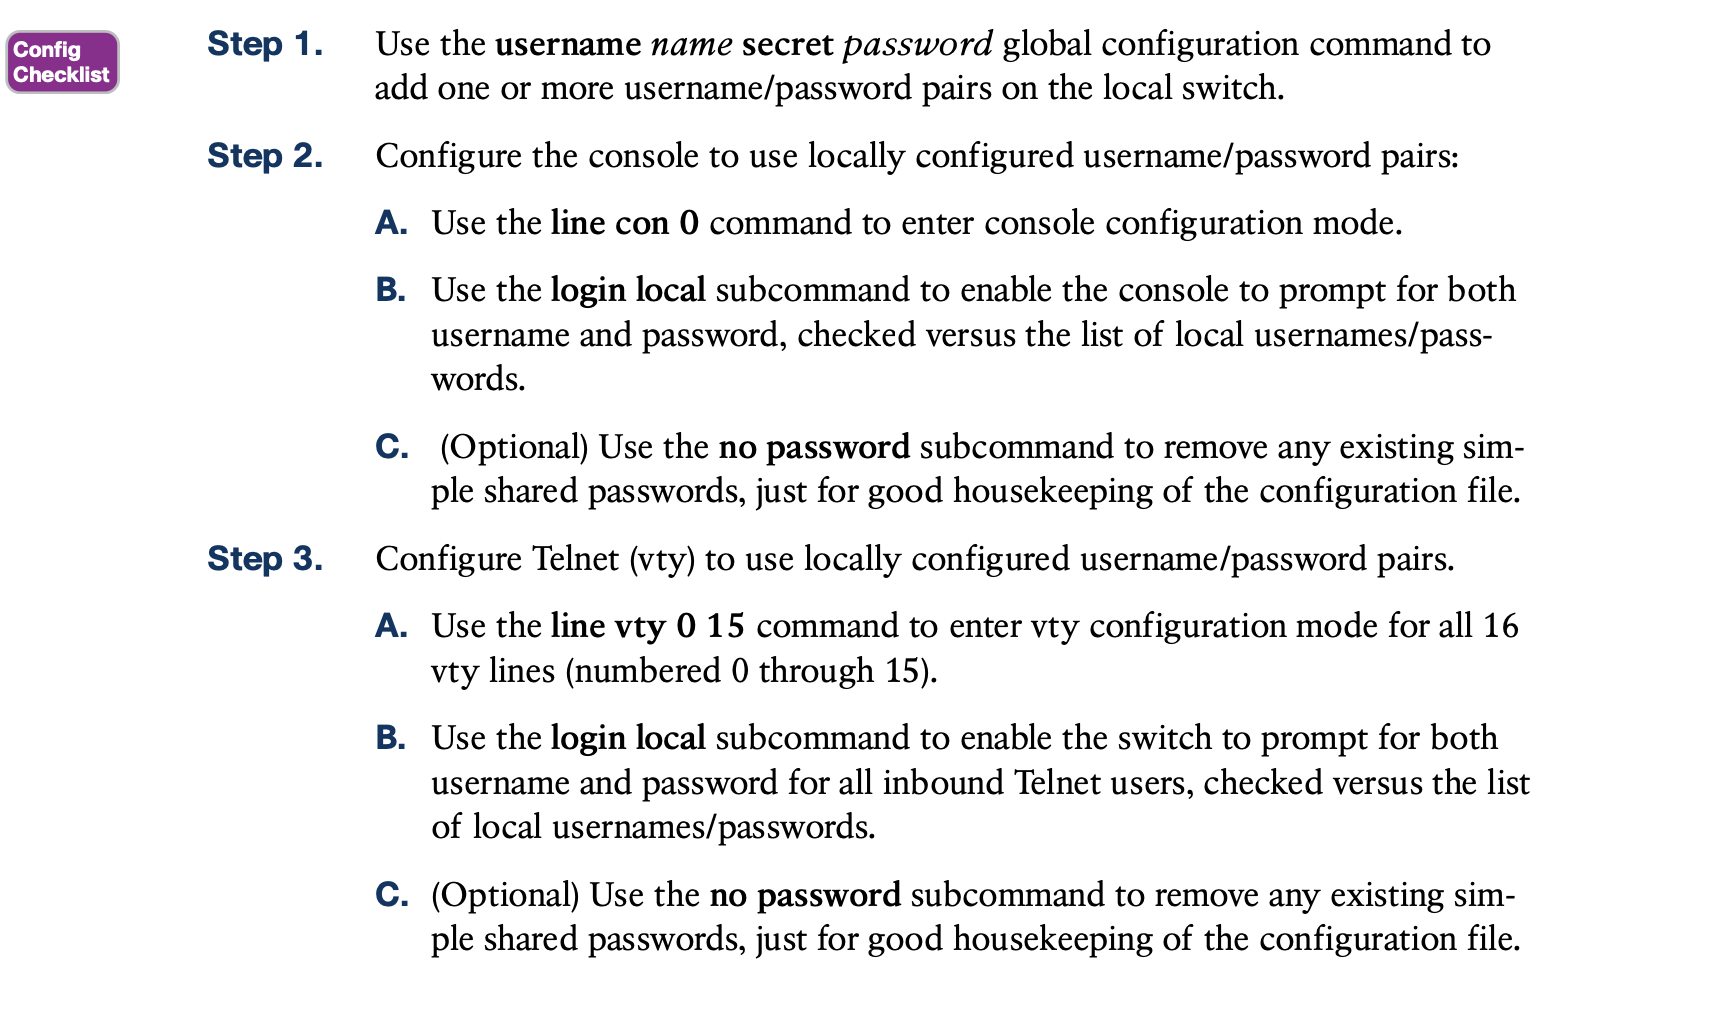 Config
Checklist
Step 1. Use the username name secret password global configuration command to
add one or more username/password pairs on the local switch.
Step 2. Configure the console to use locally configured username/password pairs:
A. Use the line con 0 command to enter console configuration mode.
B. Use the login local subcommand to enable the console to prompt for both
username and password, checked versus the list of local usernames/pass-
words.
C. (Optional) Use the no password subcommand to remove any existing sim-
ple shared passwords, just for good housekeeping of the configuration file.
Step 3. Configure Telnet (vty) to use locally configured username/password pairs.
A. Use the line vty 0 15 command to enter vty configuration mode for all 16
vty lines (numbered 0 through 15).
B. Use the login local subcommand to enable the switch to prompt for both
username and password for all inbound Telnet users, checked versus the list
of local usernames/passwords.
C. (Optional) Use the no password subcommand to remove any existing sim-
ple shared passwords, just for good housekeeping of the configuration file.